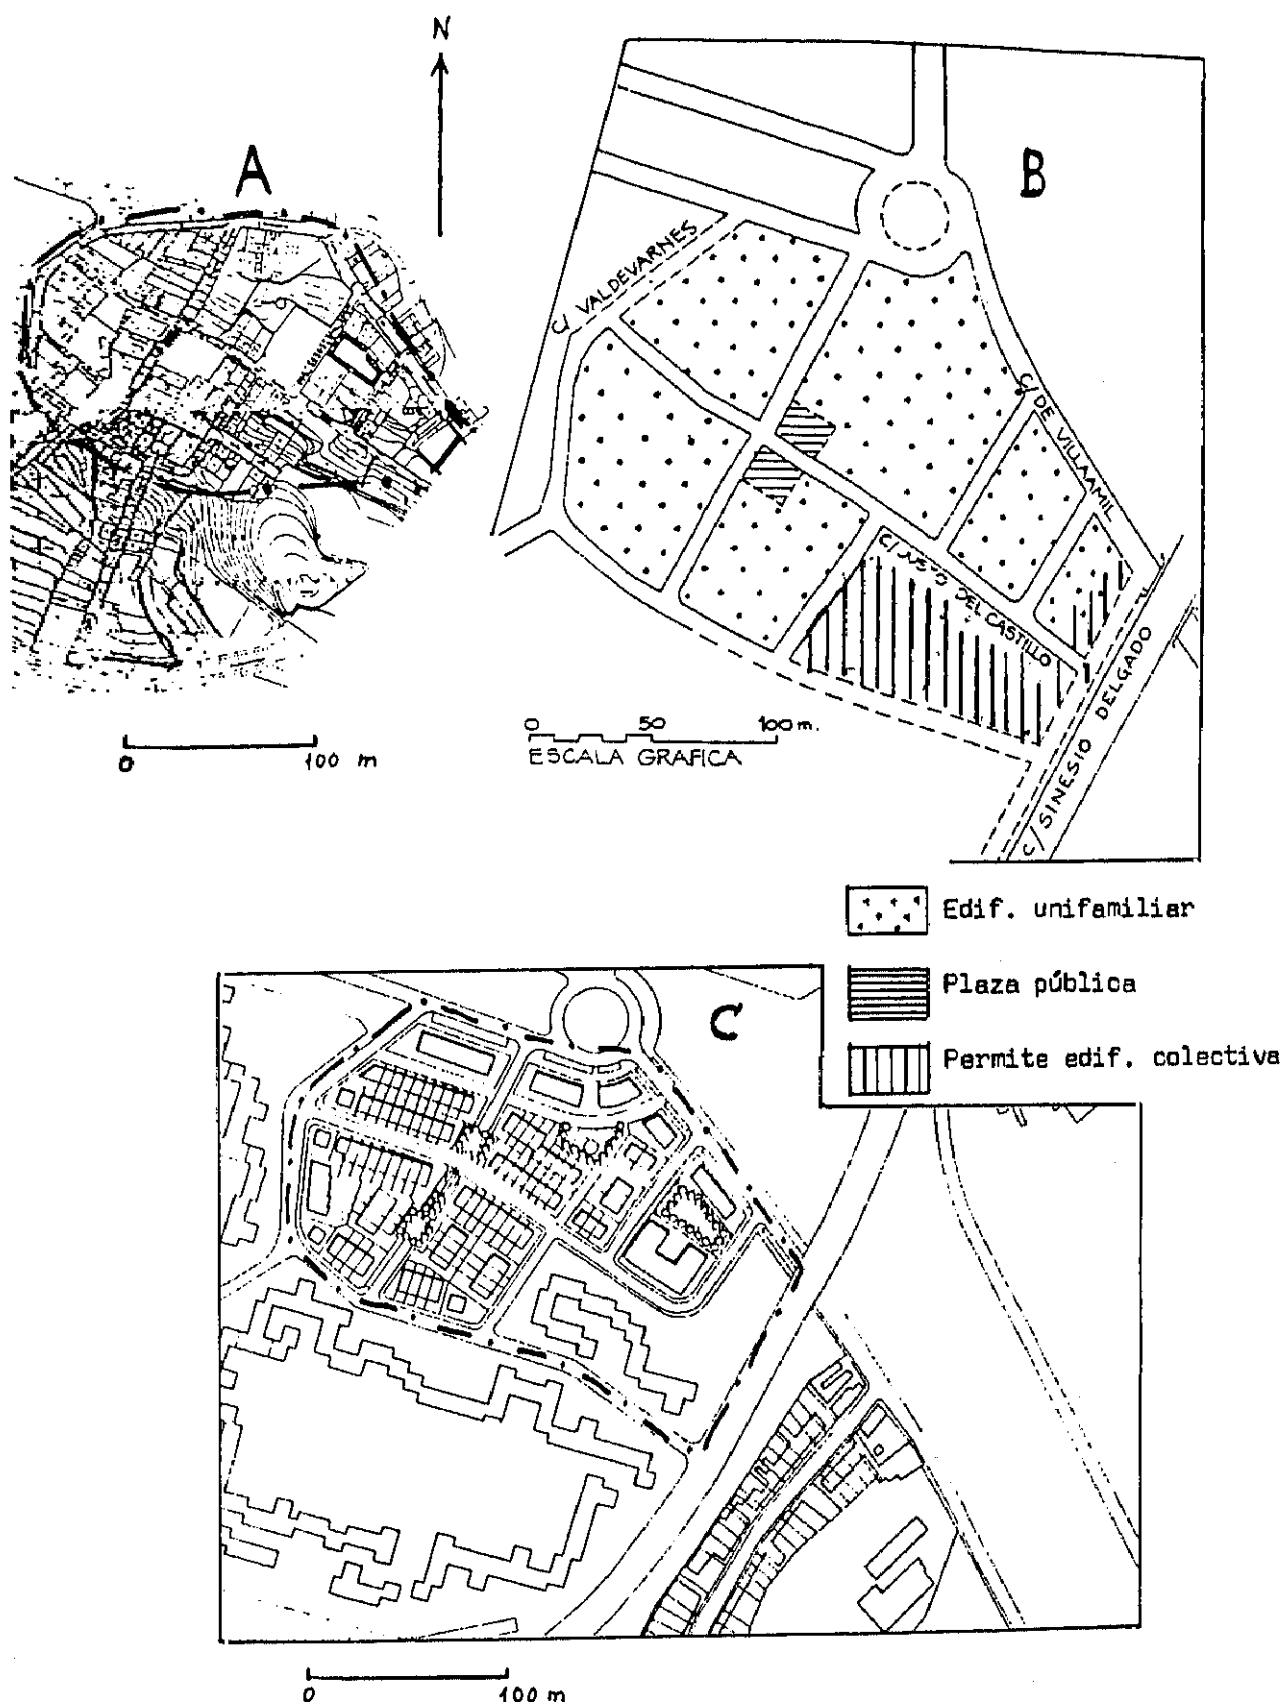 N
A
B
C/ VALDEVARNES
C/ DE VILLAMIL
C/ JUSTO DEL CASTILLO
C/ SINESIO DELGADO
0 100 m
0 50 100 m.
ESCALA GRAFICA
Edif. unifamiliar
Plaza pública
Permite edif. colectiva
C
0 100 m